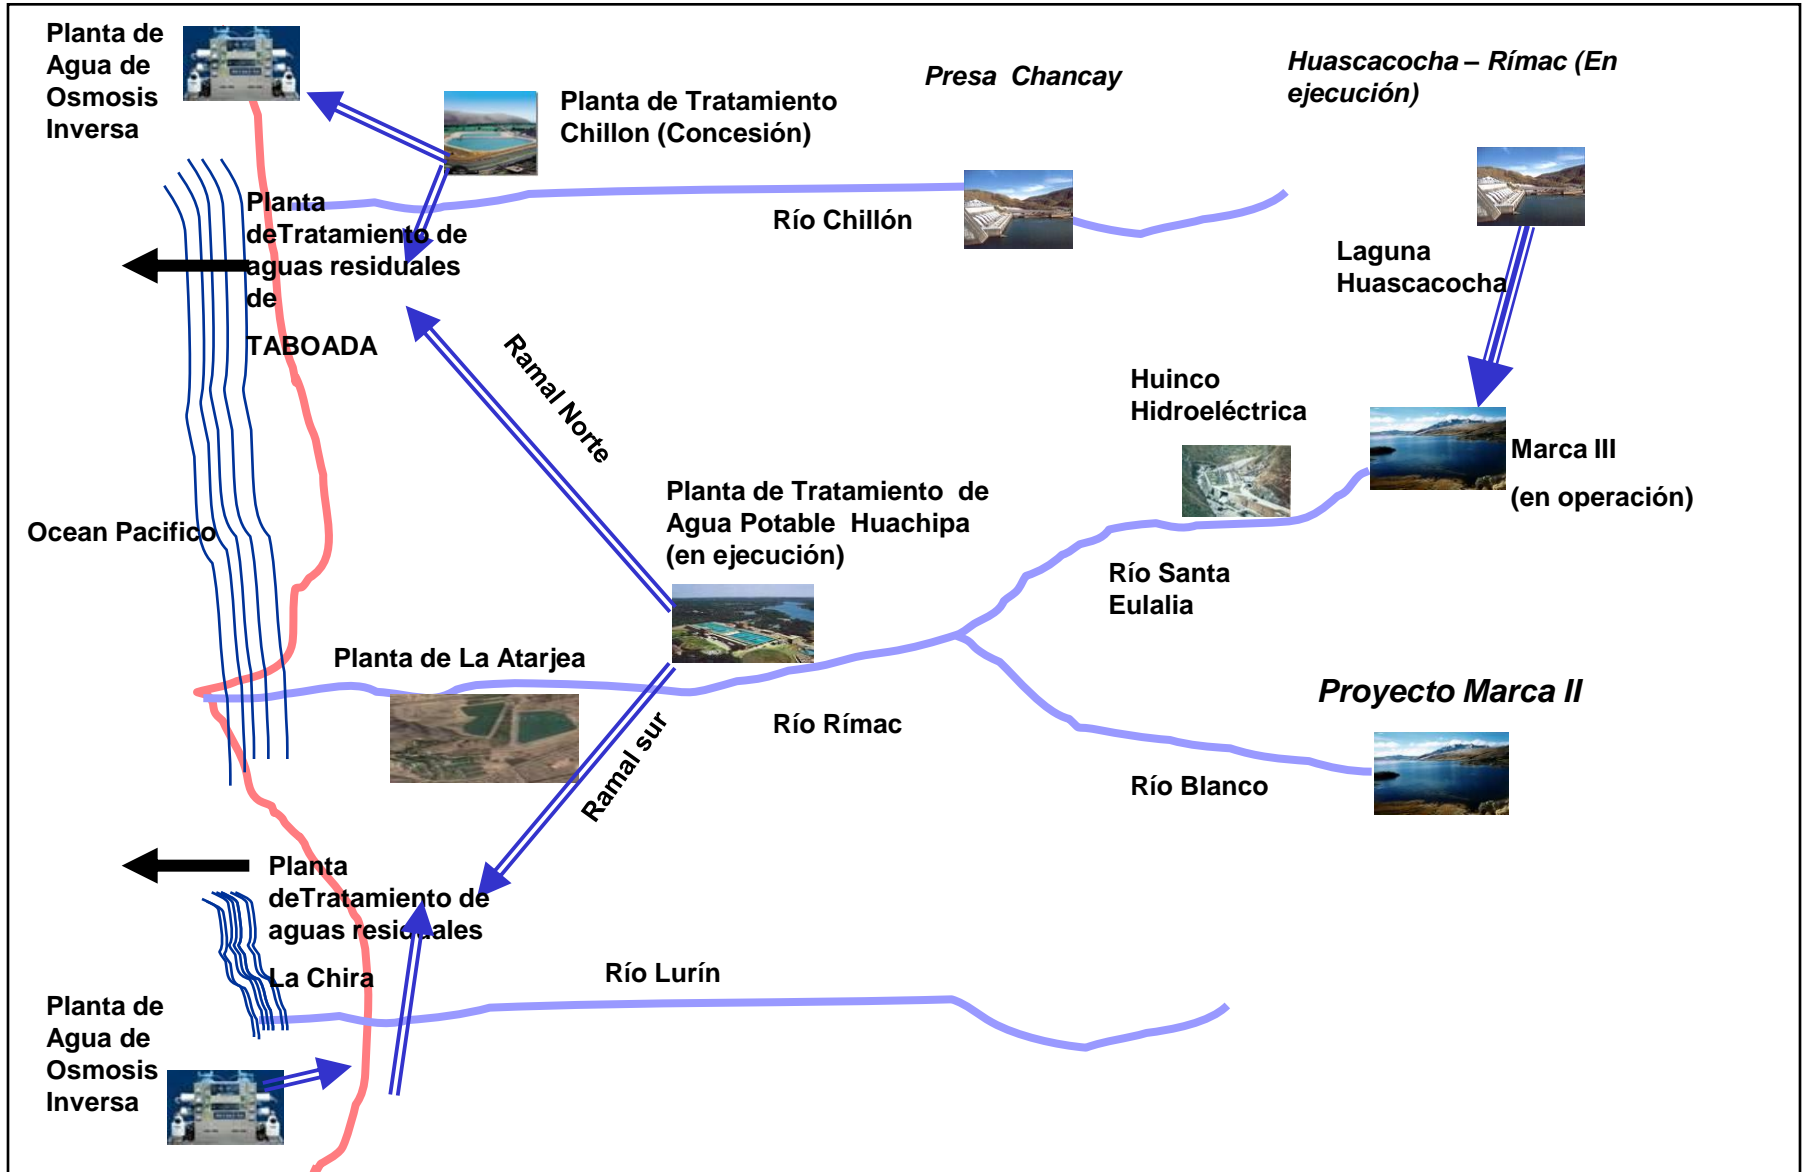 Planta de
Agua de
Osmosis
Inversa
Planta de Tratamiento
Chillon (Concesión)
Presa Chancay
Huascacocha – Rímac (En
ejecución)
Planta
deTratamiento de
aguas residuales
de
TABOADA
Río Chillón
Laguna
Huascacocha
Ramal Norte
Huinco
Hidroeléctrica
Marca III
(en operación)
Ocean Pacifico
Planta de Tratamiento de
Agua Potable Huachipa
(en ejecución)
Río Santa
Eulalia
Planta de La Atarjea
Río Rímac
Proyecto Marca II
Ramal sur
Río Blanco
Planta
deTratamiento de
aguas residuales
La Chira
Río Lurín
Planta de
Agua de
Osmosis
Inversa